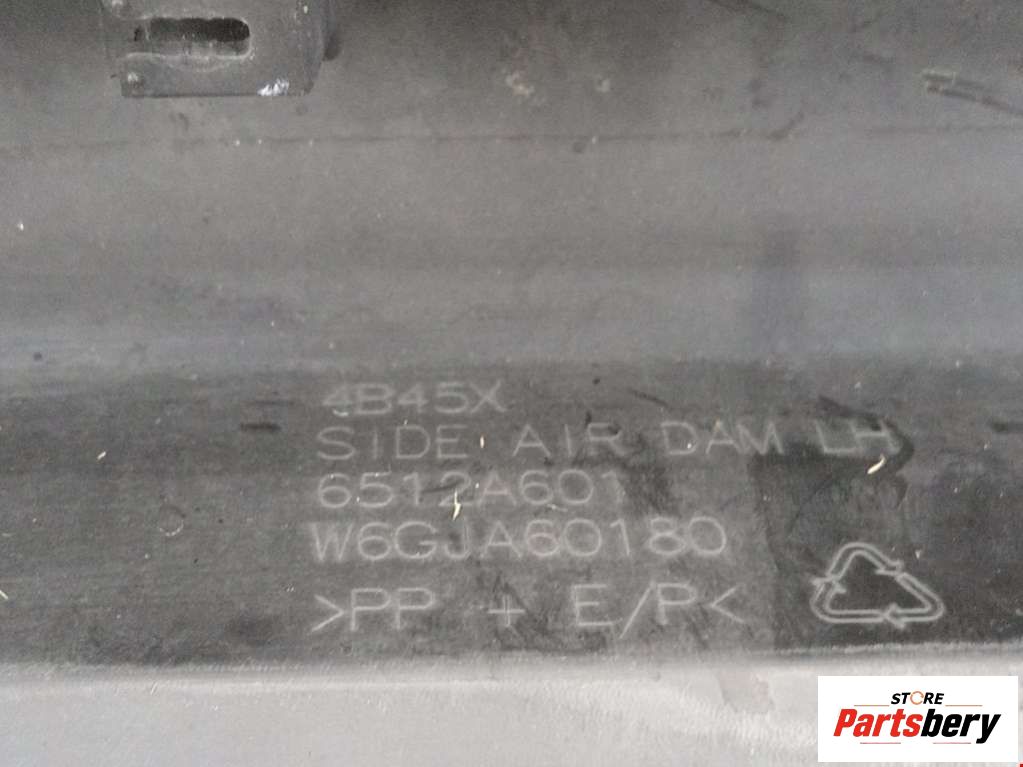 4B45X
SIDE AIR DAM LH
6512A601
W6GJA60180
>PP + E/P<
STORE
Partsbery